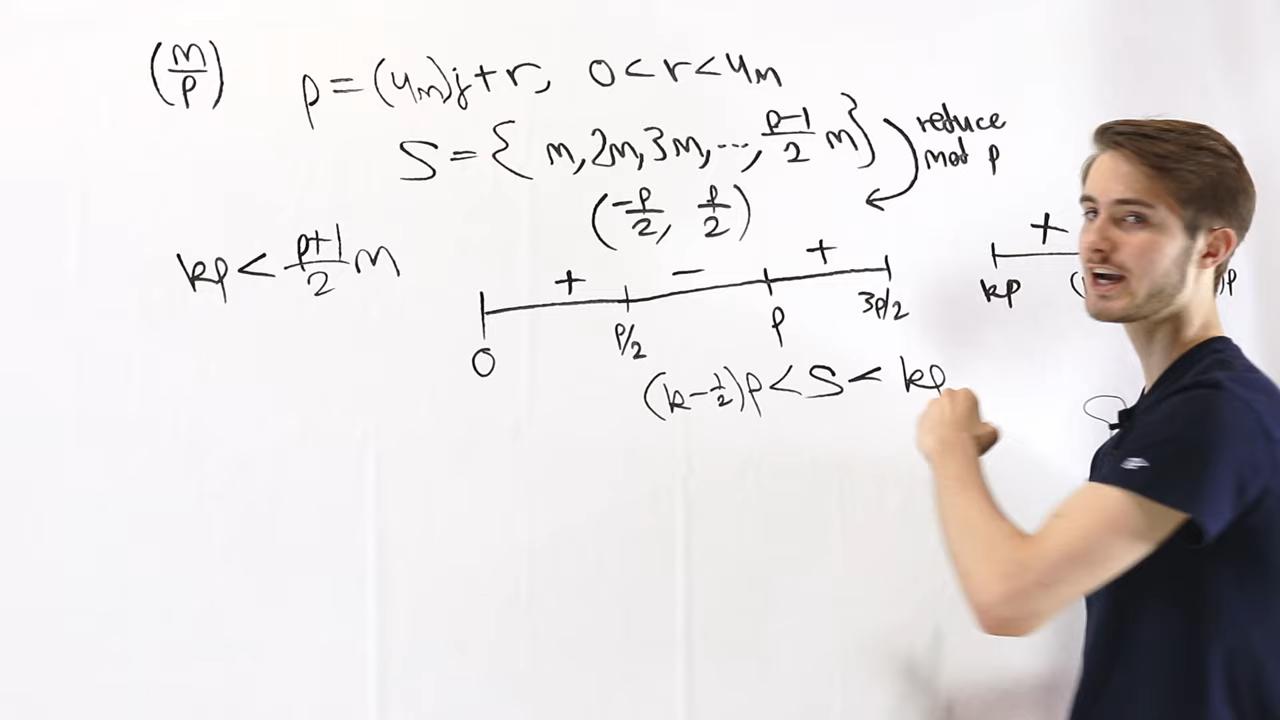 (m/p) p = (4m)j + r, 0 < r < 4m
S = { m, 2m, 3m, ..., (p-1)/2 m }
reduce
mod p
(-p/2, p/2)
kp < (p+1)/2 m
+ − + +
0 p/2 p 3p/2 kp ( )p
(k-1/2)p < S < kp